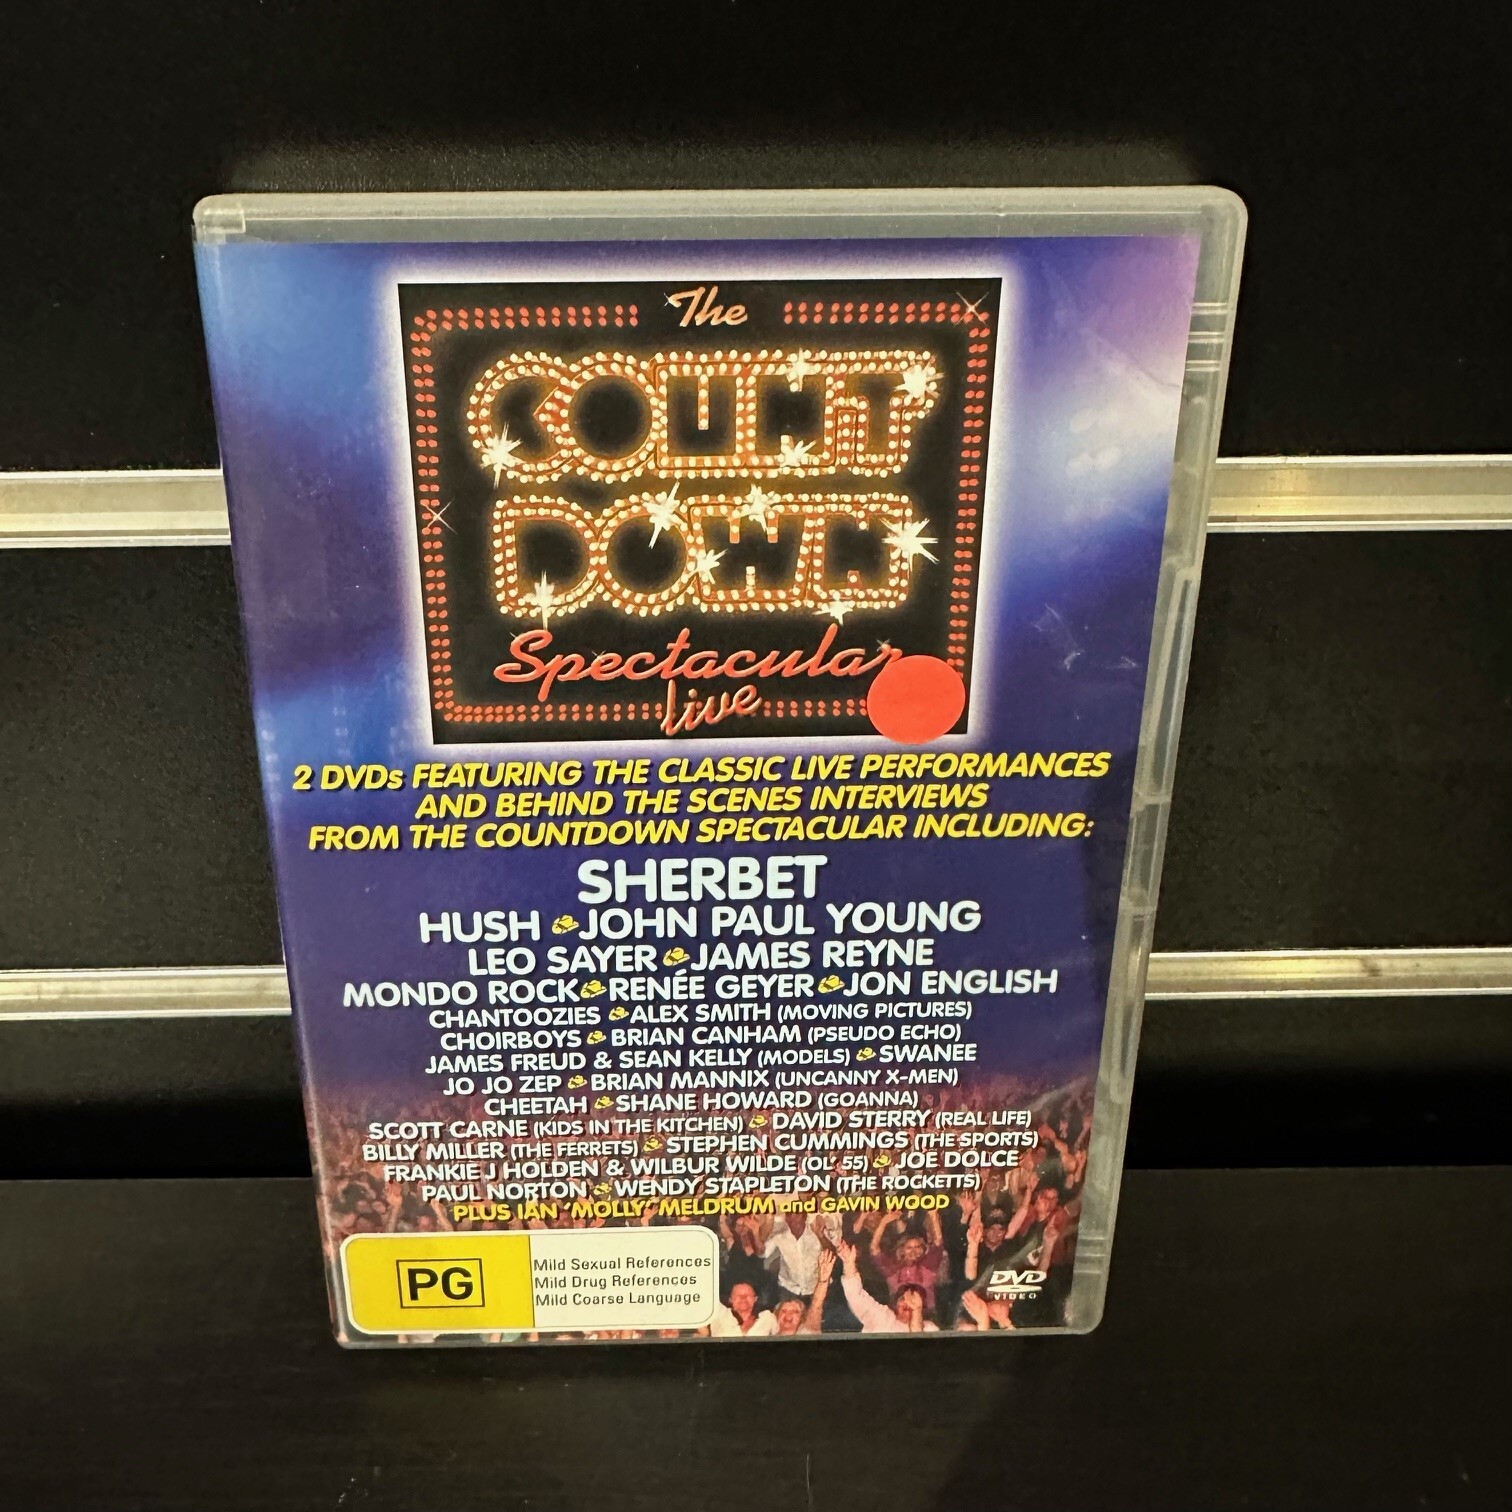 The
COUNT
DOWN
Spectacular
live
2 DVDs FEATURING THE CLASSIC LIVE PERFORMANCES
AND BEHIND THE SCENES INTERVIEWS
FROM THE COUNTDOWN SPECTACULAR INCLUDING:
SHERBET
HUSH JOHN PAUL YOUNG
LEO SAYER JAMES REYNE
MONDO ROCK RENÉE GEYER JON ENGLISH
CHANTOOZIES ALEX SMITH (MOVING PICTURES)
CHOIRBOYS BRIAN CANHAM (PSEUDO ECHO)
JAMES FREUD & SEAN KELLY (MODELS) SWANEE
JO JO ZEP BRIAN MANNIX (UNCANNY X-MEN)
CHEETAH SHANE HOWARD (GOANNA)
SCOTT CARNE (KIDS IN THE KITCHEN) DAVID STERRY (REAL LIFE)
BILLY MILLER (THE FERRETS) STEPHEN CUMMINGS (THE SPORTS)
FRANKIE J HOLDEN & WILBUR WILDE (OL' 55) JOE DOLCE
PAUL NORTON WENDY STAPLETON (THE ROCKETTS)
PLUS IAN 'MOLLY' MELDRUM and GAVIN WOOD
PG
Mild Sexual References
Mild Drug References
Mild Coarse Language
DVD
VIDEO